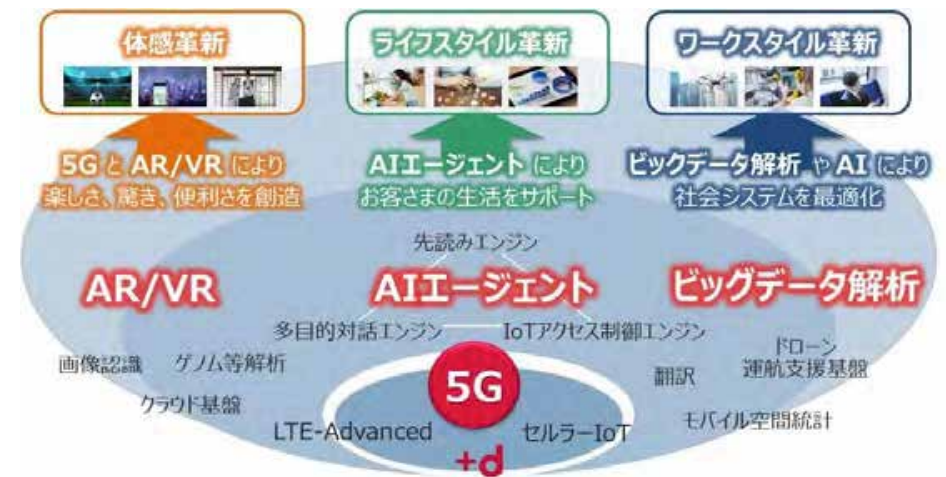 体感革新
ライフスタイル革新
ワークスタイル革新
5G と AR/VR により
楽しさ、驚き、便利さを創造
AIエージェント により
お客さまの生活をサポート
ビックデータ解析 や AI により
社会システムを最適化
先読みエンジン
AR/VR
AIエージェント
ビッグデータ解析
多目的対話エンジン
IoTアクセス制御エンジン
画像認識
ゲノム等解析
クラウド基盤
5G
翻訳
ドローン
運航支援基盤
LTE-Advanced
セルラーIoT
モバイル空間統計
+d